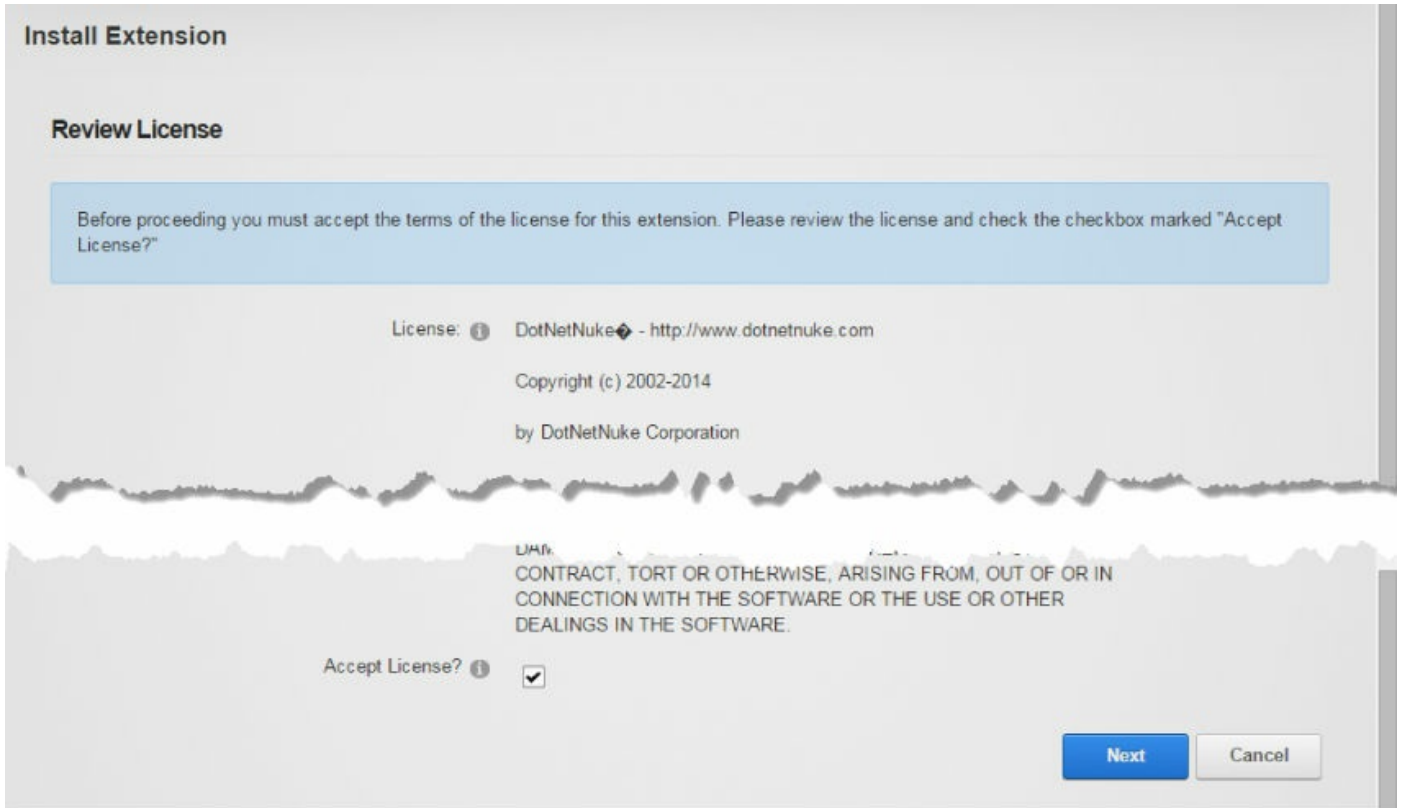 Install Extension
Review License
Before proceeding you must accept the terms of the license for this extension. Please review the license and check the checkbox marked "Accept
License?"
License: DotNetNuke� - http://www.dotnetnuke.com
Copyright (c) 2002-2014
by DotNetNuke Corporation
CONTRACT, TORT OR OTHERWISE, ARISING FROM, OUT OF OR IN
CONNECTION WITH THE SOFTWARE OR THE USE OR OTHER
DEALINGS IN THE SOFTWARE.
Accept License?
Next Cancel